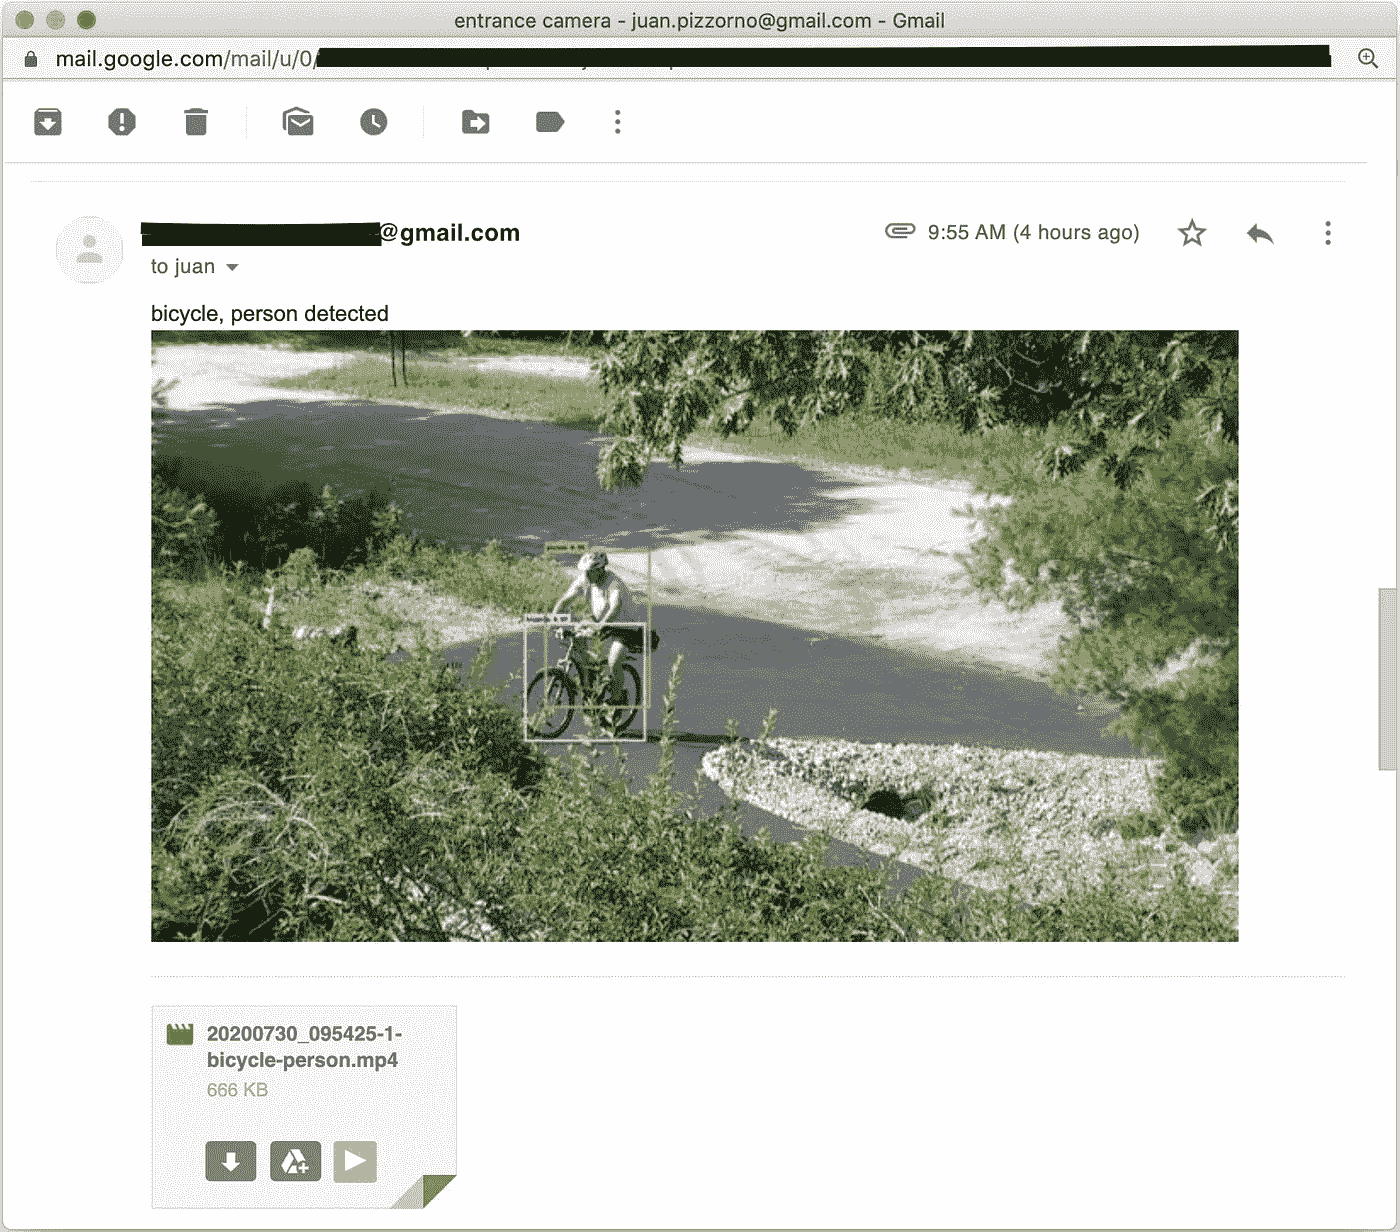 entrance camera - juan.pizzorno@gmail.com - Gmail
mail.google.com/mail/u/0/
@gmail.com
9:55 AM (4 hours ago)
to juan
bicycle, person detected
20200730_095425-1-
bicycle-person.mp4
666 KB